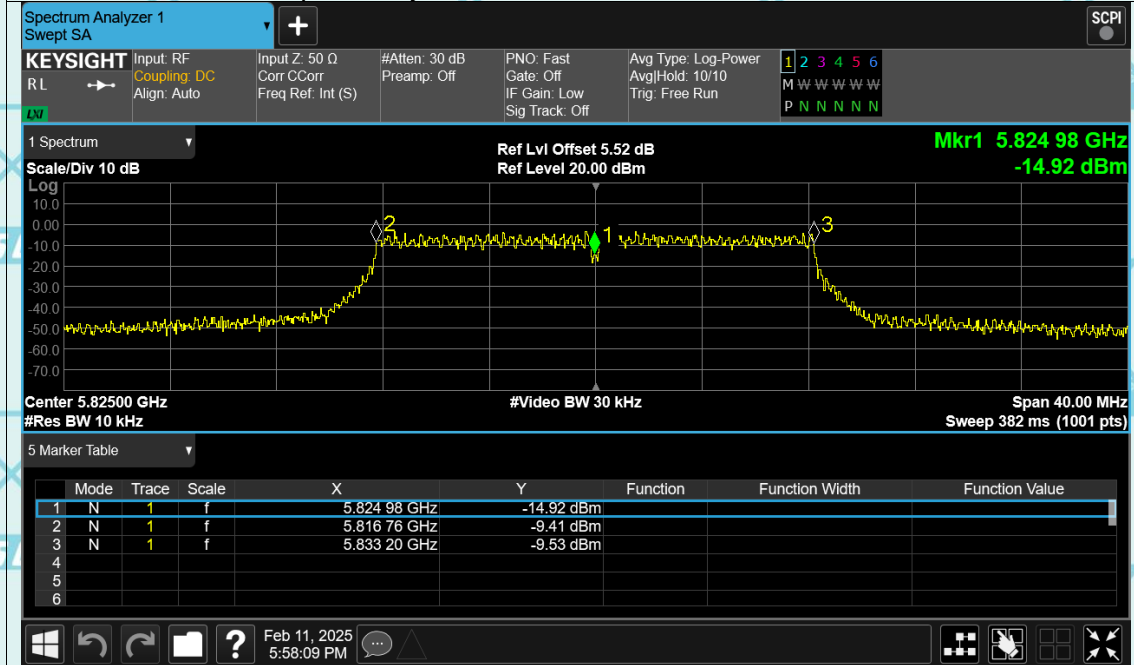 Spectrum Analyzer 1
Swept SA
+
SCPI
KEYSIGHT
R L
LXI
Input: RF
Coupling: DC
Align: Auto
Input Z: 50 Ω
Corr CCorr
Freq Ref: Int (S)
#Atten: 30 dB
Preamp: Off
PNO: Fast
Gate: Off
IF Gain: Low
Sig Track: Off
Avg Type: Log-Power
Avg|Hold: 10/10
Trig: Free Run
1 2 3 4 5 6
M W W W W W
P N N N N N
1 Spectrum
Scale/Div 10 dB
Ref Lvl Offset 5.52 dB
Ref Level 20.00 dBm
Mkr1 5.824 98 GHz
-14.92 dBm
Log
10.0
0.00
-10.0
-20.0
-30.0
-40.0
-50.0
-60.0
-70.0
2
1
3
Center 5.82500 GHz
#Res BW 10 kHz
#Video BW 30 kHz
Span 40.00 MHz
Sweep 382 ms (1001 pts)
5 Marker Table
Mode Trace Scale X Y Function Function Width Function Value
1 N 1 f 5.824 98 GHz -14.92 dBm
2 N 1 f 5.816 76 GHz -9.41 dBm
3 N 1 f 5.833 20 GHz -9.53 dBm
4
5
6
?
Feb 11, 2025
5:58:09 PM